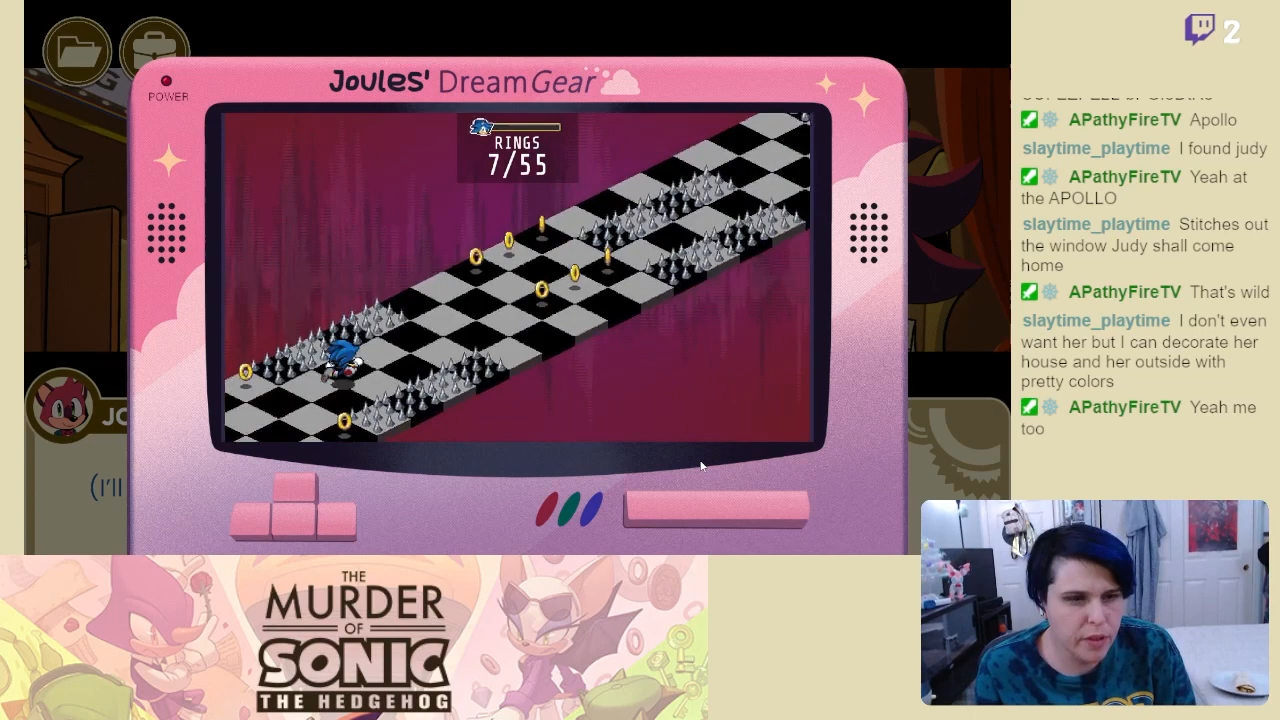 Joules' DreamGear
POWER
RINGS
7/55
2
APathyFireTV Apollo
slaytime_playtime I found judy
APathyFireTV Yeah at
the APOLLO
slaytime_playtime Stitches out
the window Judy shall come
home
APathyFireTV That's wild
slaytime_playtime I don't even
want her but I can decorate her
house and her outside with
pretty colors
APathyFireTV Yeah me
too
JO
(I'll
THE
MURDER
OF
SONIC
THE HEDGEHOG